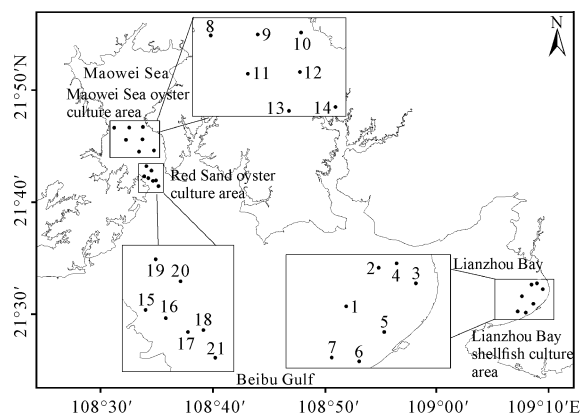 N
8
9
10
11
12
13
14
Maowei Sea
Maowei Sea oyster
culture area
Red Sand oyster
culture area
19
20
15
16
18
17
21
Lianzhou Bay
2
4
3
1
5
7
6
Lianzhou Bay
shellfish culture
area
Beibu Gulf
21°50'N
21°40'
21°30'
108°30'
108°40'
108°50'
109°00'
109°10'E